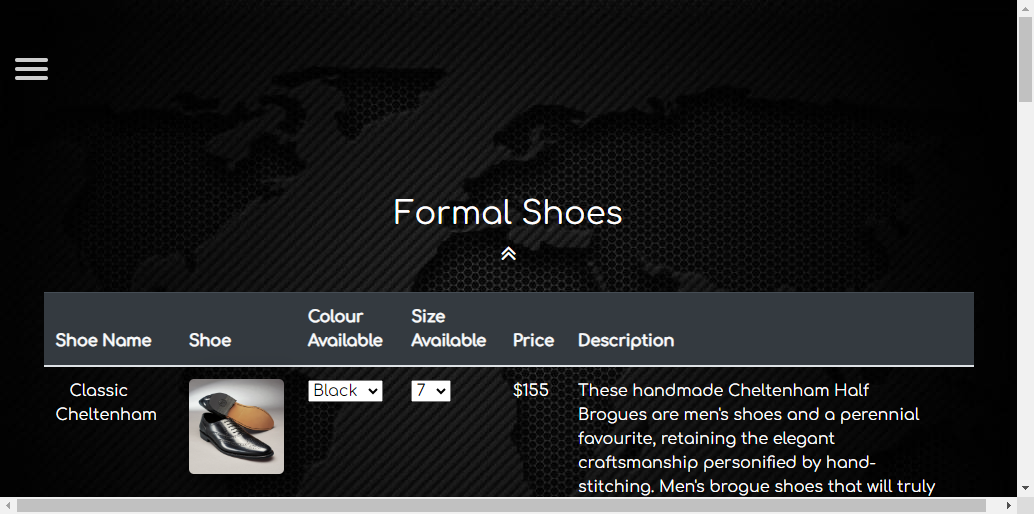 Formal Shoes
Colour Size
Shoe Name Shoe Available Available Price Description
Classic Black 7 $155 These handmade Cheltenham Half
Cheltenham Brogues are men's shoes and a perennial
favourite, retaining the elegant
craftsmanship personified by hand-
stitching. Men's brogue shoes that will truly